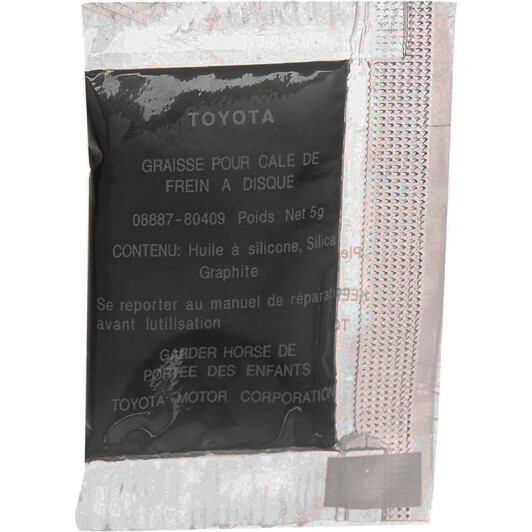 TOYOTA
GRAISSE POUR CALE DE
FREIN A DISQUE
08887-80409 Poids Net 5g
CONTENU: Huile à silicone, Silica
Graphite
Se reporter au manuel de réparat
avant lutilisation
GARDER HORSE DE
PORTEE DES ENFANTS
TOYOTA MOTOR CORPORATION